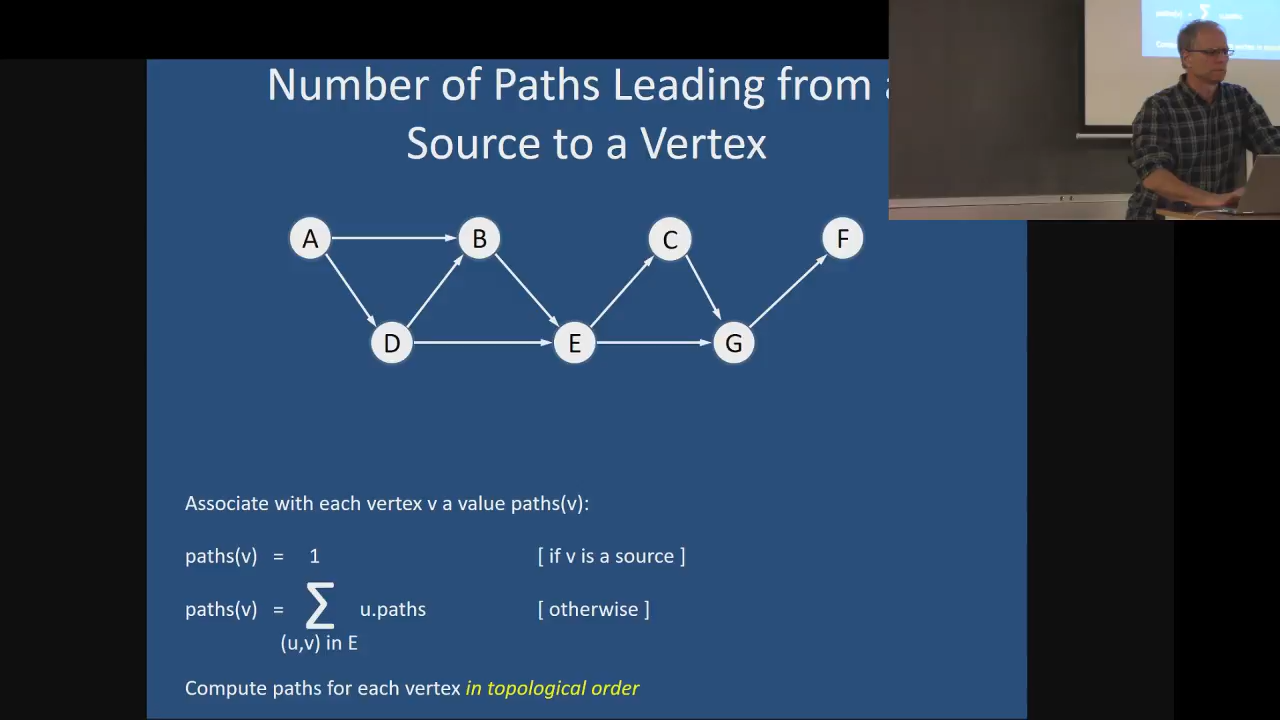 Number of Paths Leading from
Source to a Vertex
A
B
C
F
D
E
G
Associate with each vertex v a value paths(v):
paths(v) = 1 [ if v is a source ]
paths(v) = ∑ u.paths [ otherwise ]
(u,v) in E
Compute paths for each vertex in topological order